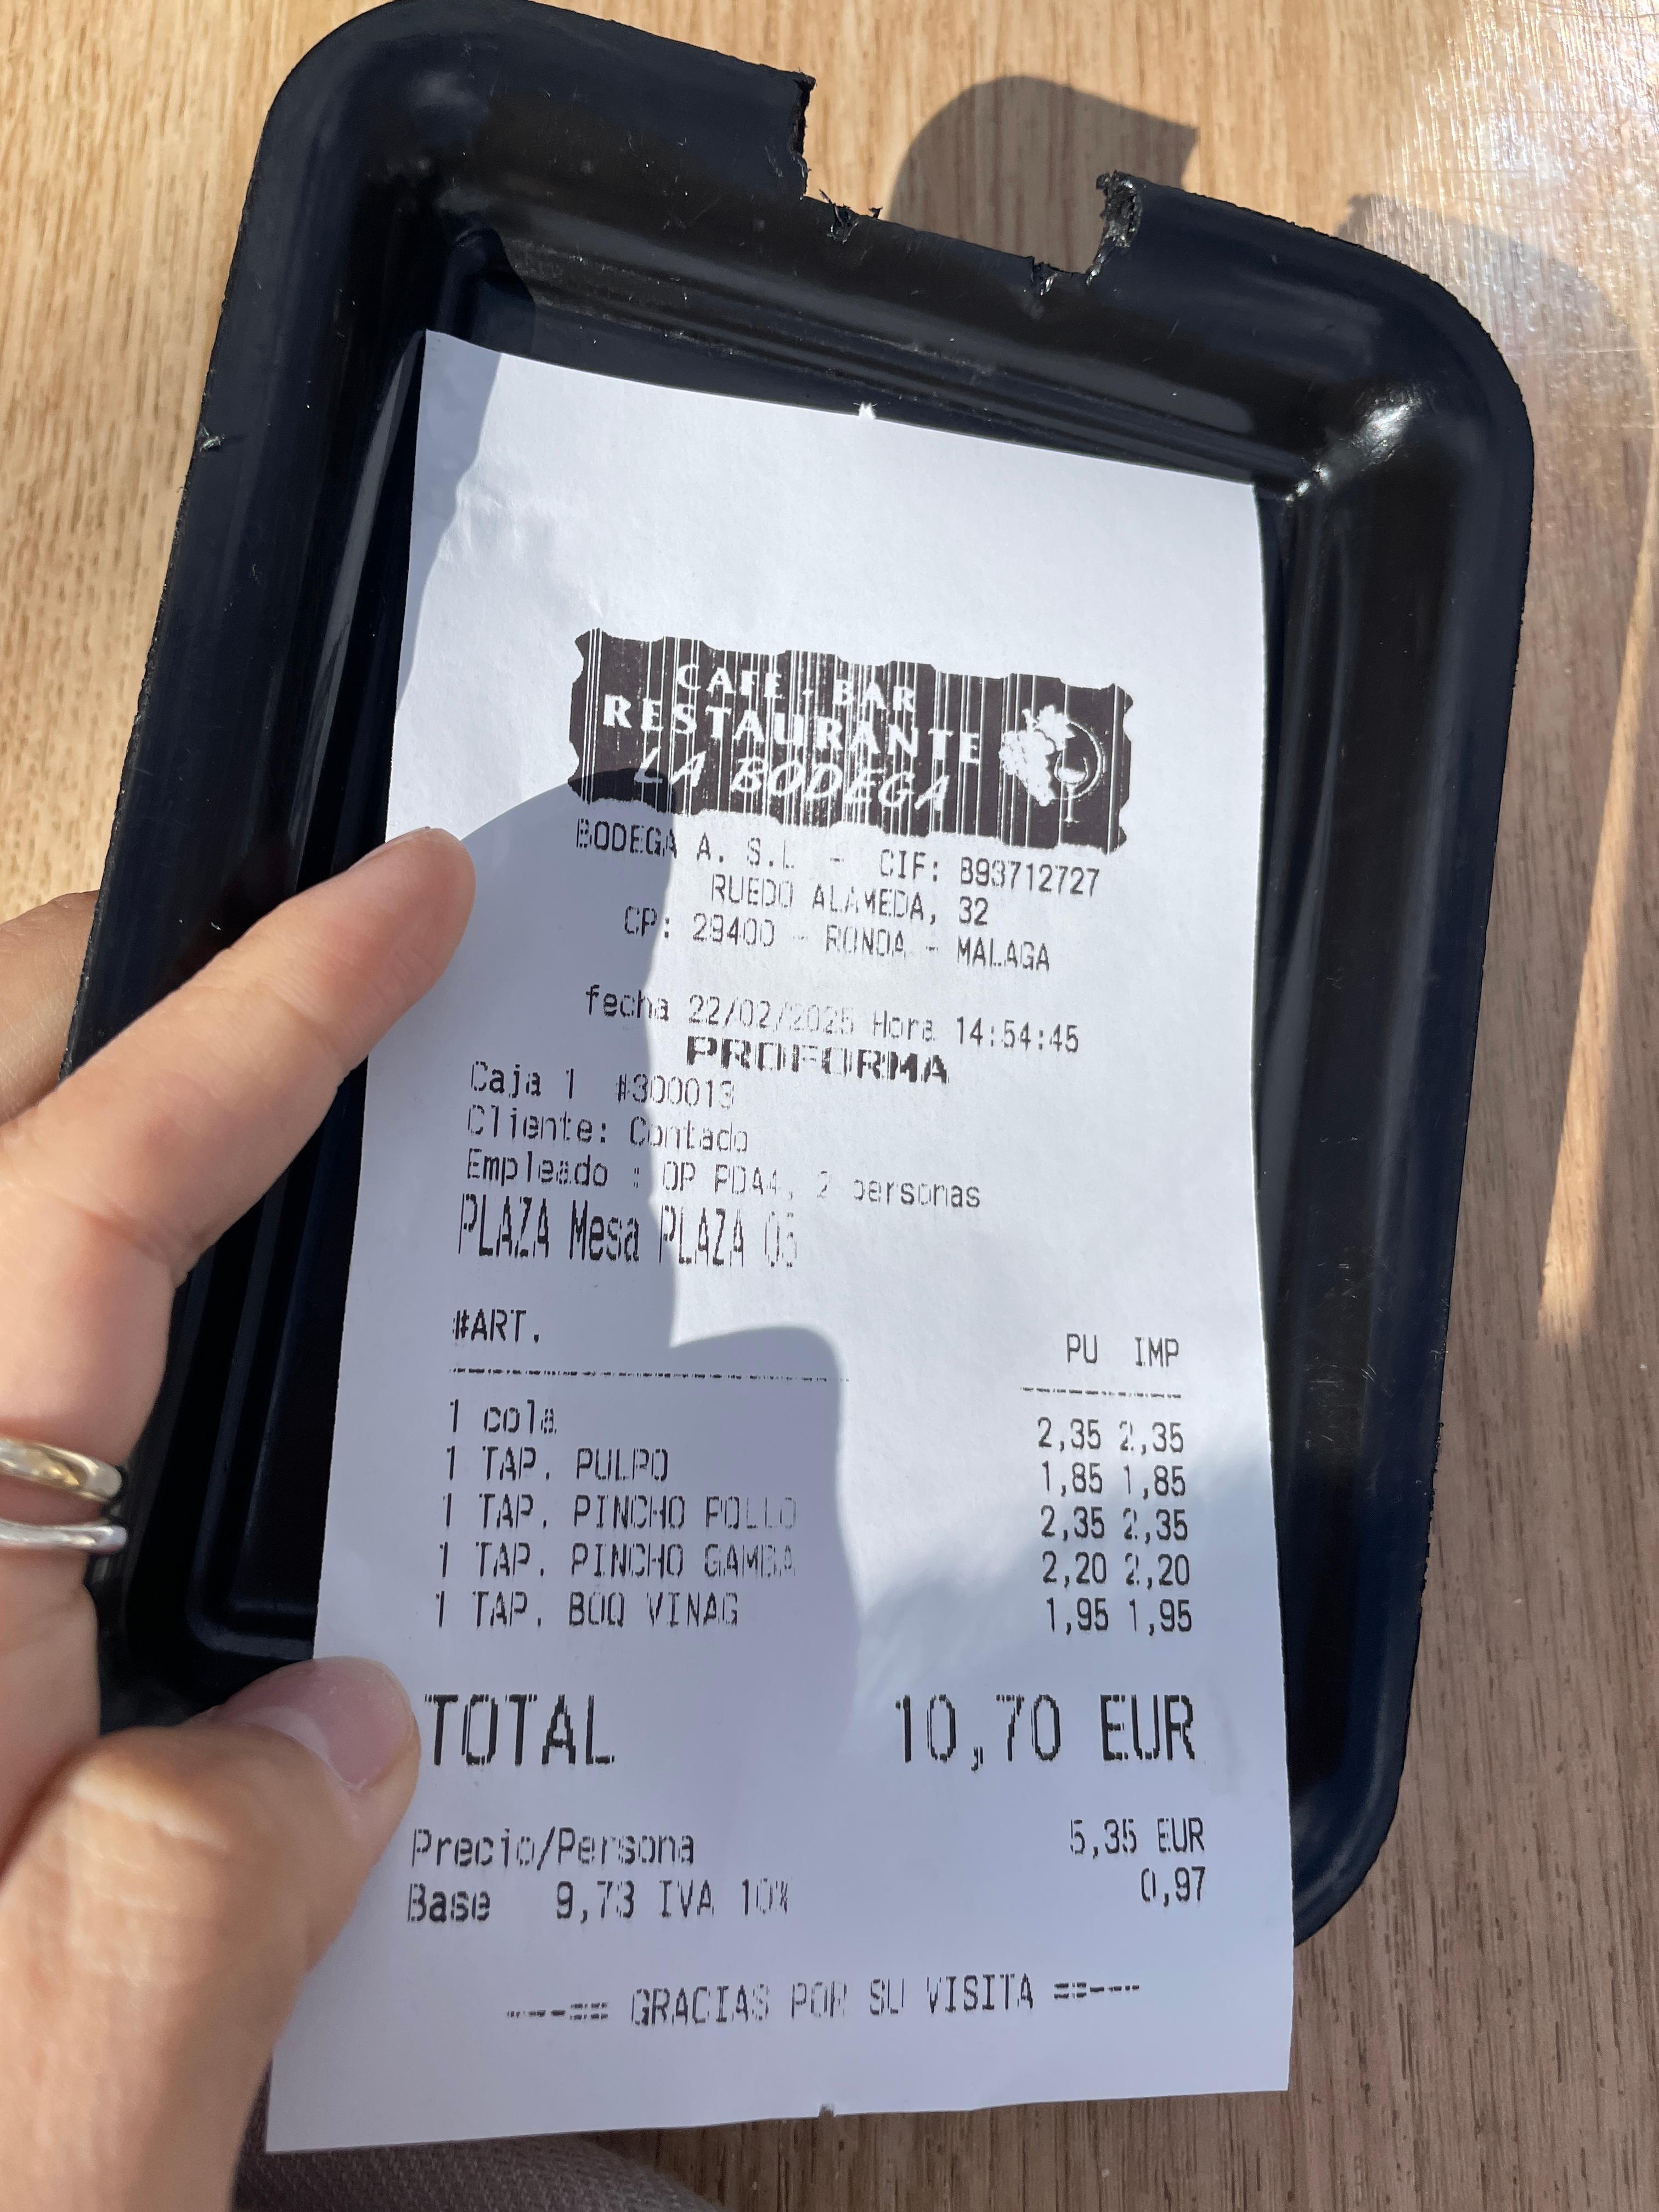 CAFE - BAR
RESTAURANTE
LA BODEGA
BODEGA A. S.L - CIF: B93712727
RUEDO ALAMEDA, 32
CP: 29400 - RONDA - MALAGA
fecha 22/02/2025 Hora 14:54:45
PROFORMA
Caja 1 #300013
Cliente: Contado
Empleado : OP PDA4, 2 personas
PLAZA Mesa PLAZA 05
#ART. PU IMP
1 cola 2,35 2,35
1 TAP. PULPO 1,85 1,85
1 TAP. PINCHO POLLO 2,35 2,35
1 TAP. PINCHO GAMBA 2,20 2,20
1 TAP. BOQ VINAG 1,95 1,95
TOTAL 10,70 EUR
Precio/Persona 5,35 EUR
Base 9,73 IVA 10% 0,97
----== GRACIAS POR SU VISITA ==----